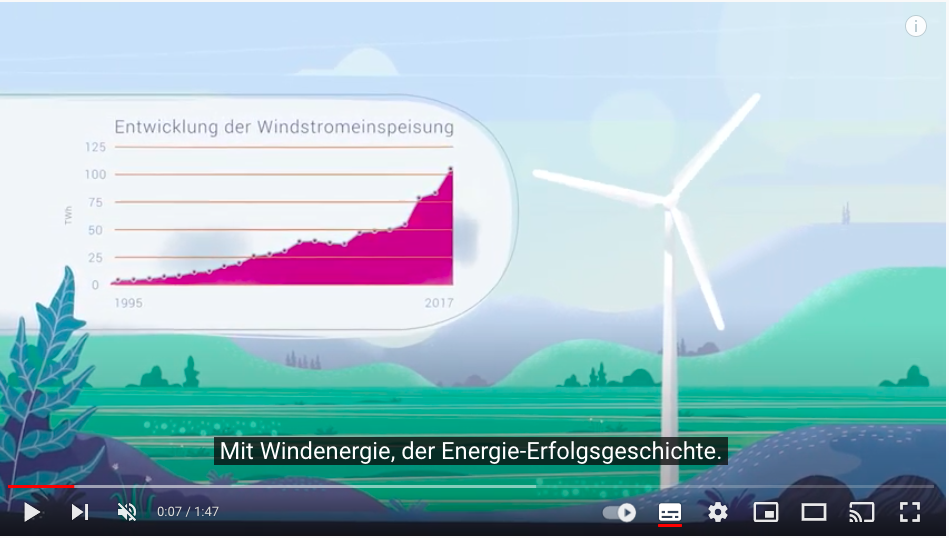 Entwicklung der Windstromeinspeisung
125
100
75
50
25
0
TWh
1995 2017
Mit Windenergie, der Energie-Erfolgsgeschichte.
0:07 / 1:47